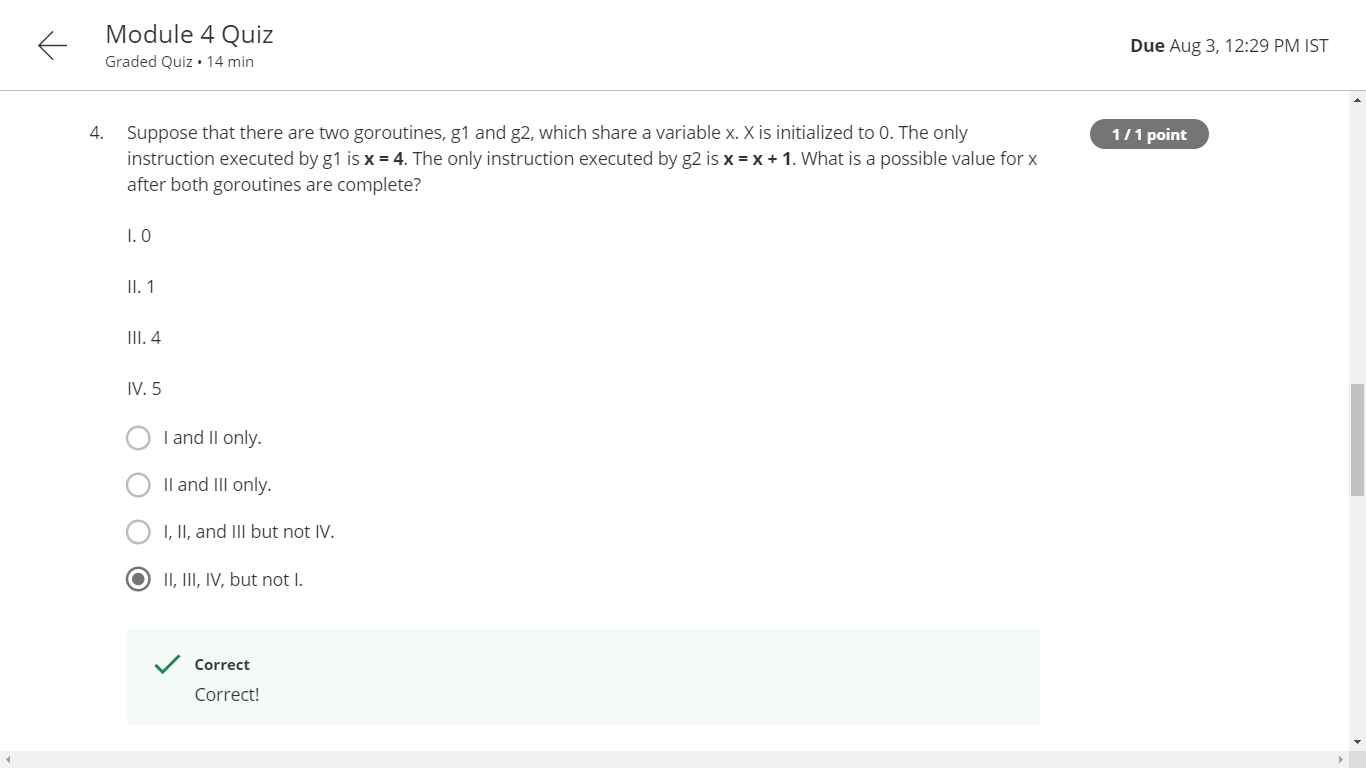 Module 4 Quiz
Graded Quiz • 14 min
Due Aug 3, 12:29 PM IST
4. Suppose that there are two goroutines, g1 and g2, which share a variable x. X is initialized to 0. The only
instruction executed by g1 is x = 4. The only instruction executed by g2 is x = x + 1. What is a possible value for x
after both goroutines are complete?
1 / 1 point
I. 0
II. 1
III. 4
IV. 5
I and II only.
II and III only.
I, II, and III but not IV.
II, III, IV, but not I.
Correct
Correct!